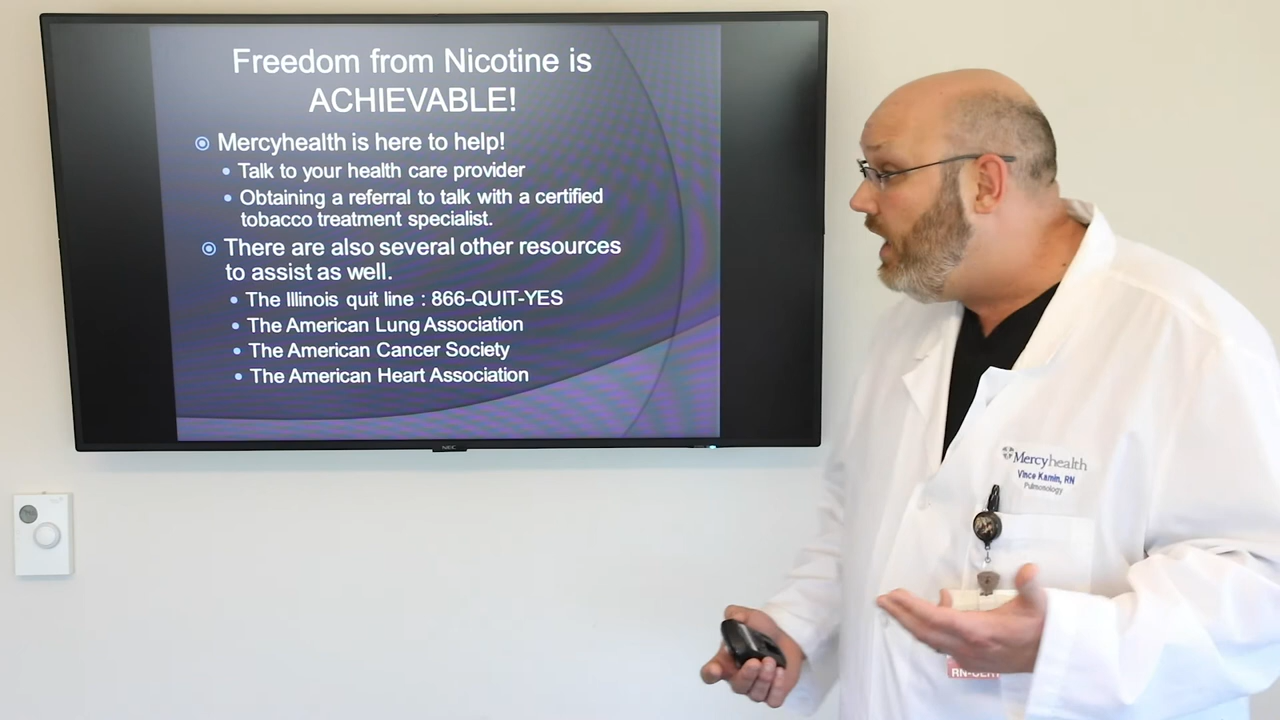 Freedom from Nicotine is
ACHIEVABLE!
Mercyhealth is here to help!
Talk to your health care provider
Obtaining a referral to talk with a certified
tobacco treatment specialist.
There are also several other resources
to assist as well.
The Illinois quit line : 866-QUIT-YES
The American Lung Association
The American Cancer Society
The American Heart Association
NEC
Mercyhealth
Vince Kamin, RN
Pulmonology